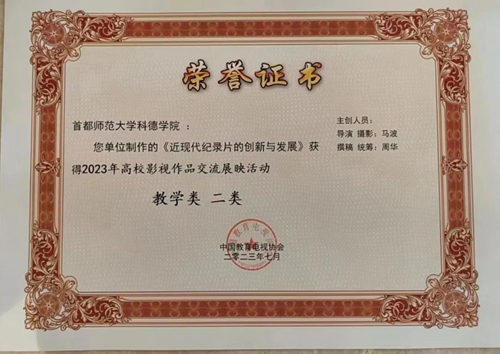 荣誉证书
首都师范大学科德学院：
您单位制作的《近现代纪录片的创新与发展》获
得2023年高校影视作品交流展映活动
教学类 二类
主创人员：
导演 摄影：马波
撰稿 统筹：周华
中国教育电视协会
二〇二三年七月